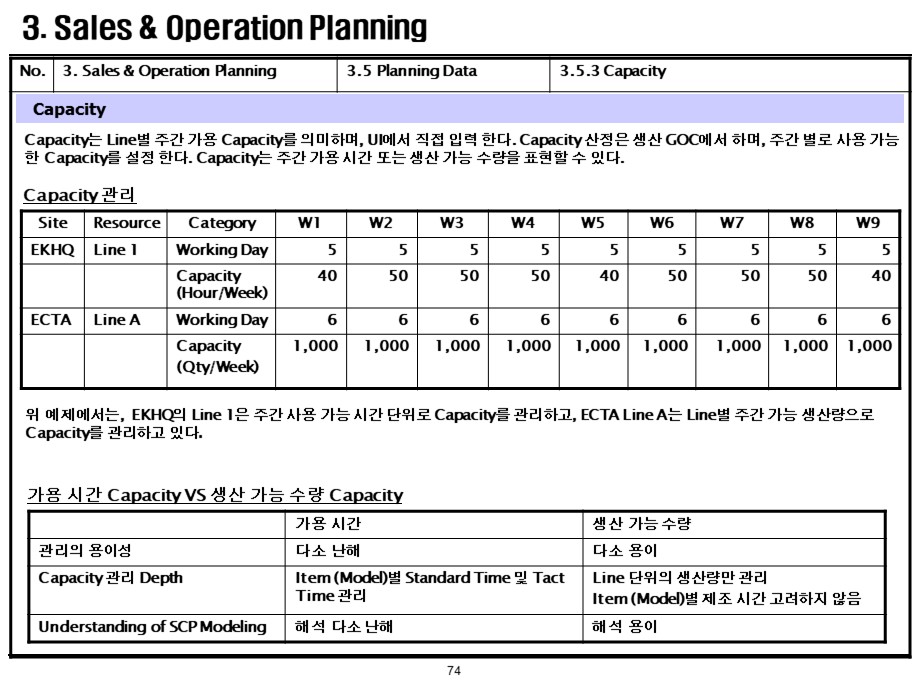 3. Sales & Operation Planning
No. 3. Sales & Operation Planning 3.5 Planning Data 3.5.3 Capacity
Capacity
Capacity는 Line별 주간 가용 Capacity를 의미하며, UI에서 직접 입력 한다. Capacity 산정은 생산 GOC에서 하며, 주간 별로 사용 가능
한 Capacity를 설정 한다. Capacity는 주간 가용 시간 또는 생산 가능 수량을 표현할 수 있다.
Capacity 관리
Site Resource Category W1 W2 W3 W4 W5 W6 W7 W8 W9
EKHQ Line 1 Working Day 5 5 5 5 5 5 5 5 5
Capacity 40 50 50 50 40 50 50 50 40
(Hour/Week)
ECTA Line A Working Day 6 6 6 6 6 6 6 6 6
Capacity 1,000 1,000 1,000 1,000 1,000 1,000 1,000 1,000 1,000
(Qty/Week)
위 예제에서는, EKHQ의 Line 1은 주간 사용 가능 시간 단위로 Capacity를 관리하고, ECTA Line A는 Line별 주간 가능 생산량으로
Capacity를 관리하고 있다.
가용 시간 Capacity VS 생산 가능 수량 Capacity
가용 시간 생산 가능 수량
관리의 용이성 다소 난해 다소 용이
Capacity 관리 Depth Item (Model)별 Standard Time 및 Tact Line 단위의 생산량만 관리
Time 관리 Item (Model)별 제조 시간 고려하지 않음
Understanding of SCP Modeling 해석 다소 난해 해석 용이
74